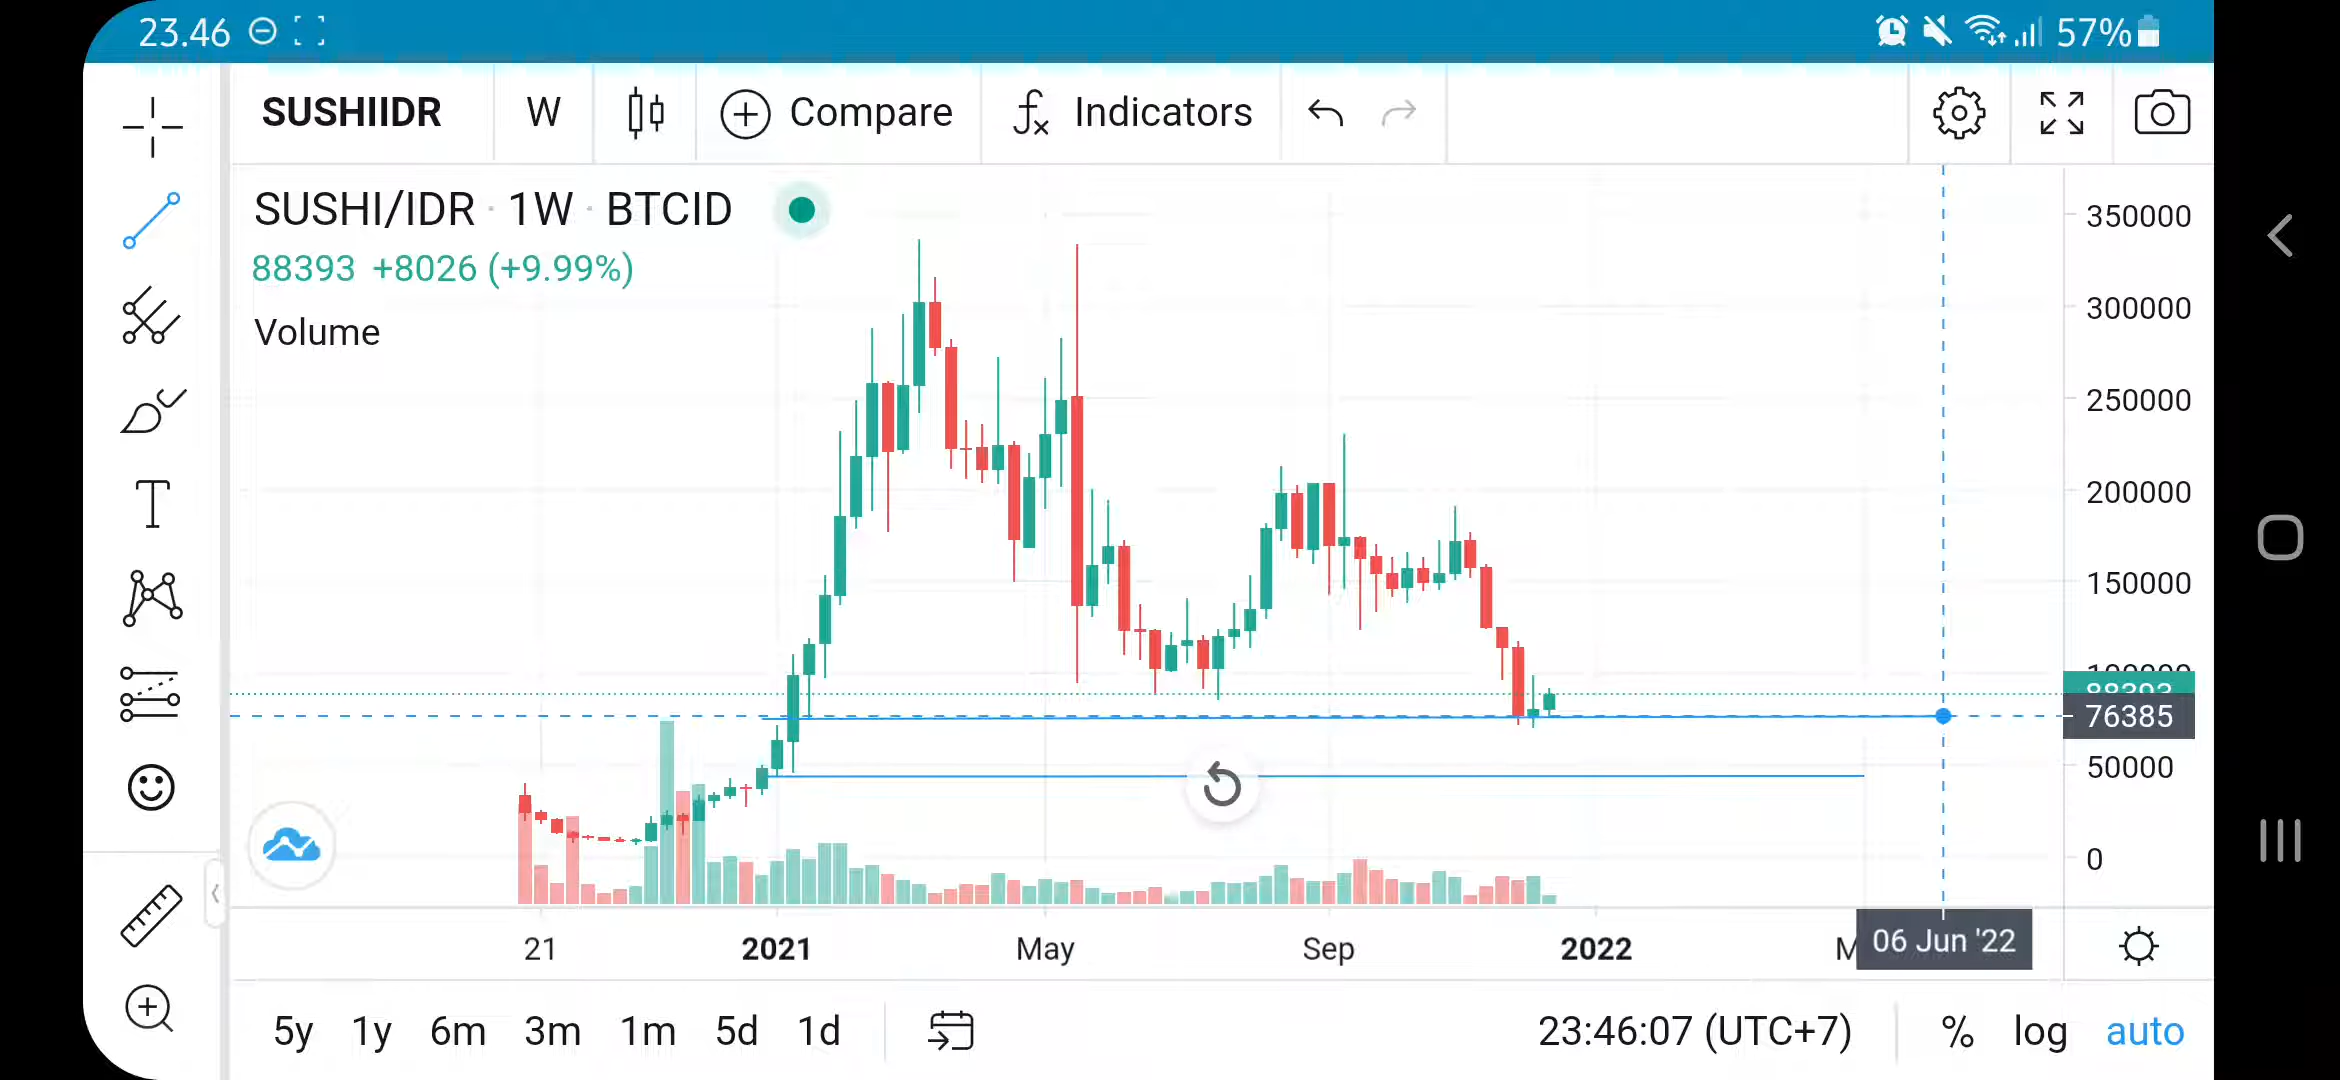 23.46
57%
SUSHIIDR W Compare Indicators
SUSHI/IDR · 1W · BTCID
88393 +8026 (+9.99%)
Volume
350000
300000
250000
200000
150000
100000
88393
76385
50000
0
21 2021 May Sep 2022 M 06 Jun '22
5y 1y 6m 3m 1m 5d 1d 23:46:07 (UTC+7) % log auto